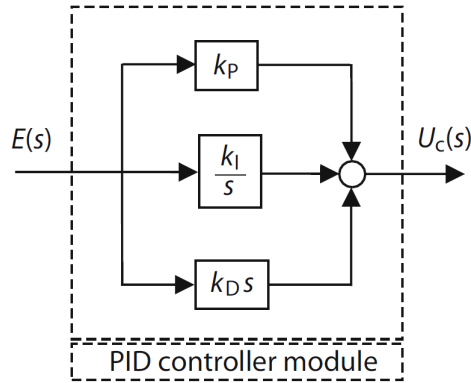 k_P
E(s)
k_I
s
U_c(s)
k_D s
PID controller module